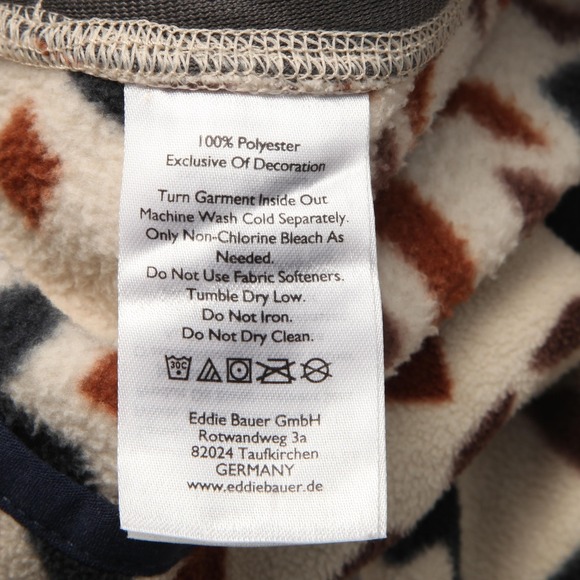 100% Polyester
Exclusive Of Decoration
Turn Garment Inside Out
Machine Wash Cold Separately.
Only Non-Chlorine Bleach As
Needed.
Do Not Use Fabric Softeners.
Tumble Dry Low.
Do Not Iron.
Do Not Dry Clean.
30C
Eddie Bauer GmbH
Rotwandweg 3a
82024 Taufkirchen
GERMANY
www.eddiebauer.de